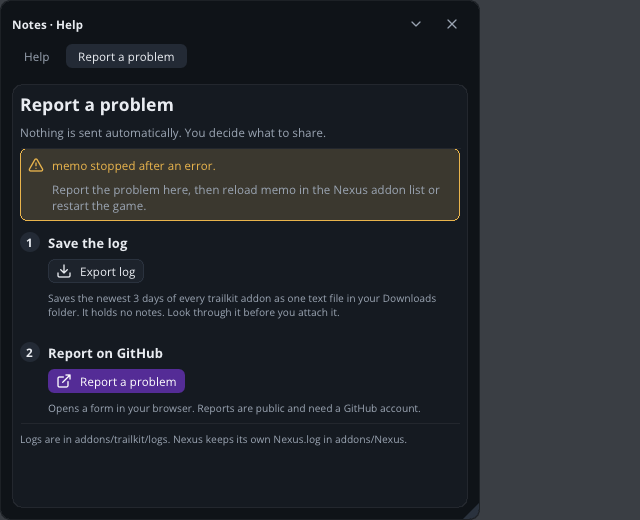 Notes · Help
Help
Report a problem
Report a problem
Nothing is sent automatically. You decide what to share.
memo stopped after an error.
Report the problem here, then reload memo in the Nexus addon list or
restart the game.
1
Save the log
Export log
Saves the newest 3 days of every trailkit addon as one text file in your Downloads
folder. It holds no notes. Look through it before you attach it.
2
Report on GitHub
Report a problem
Opens a form in your browser. Reports are public and need a GitHub account.
Logs are in addons/trailkit/logs. Nexus keeps its own Nexus.log in addons/Nexus.